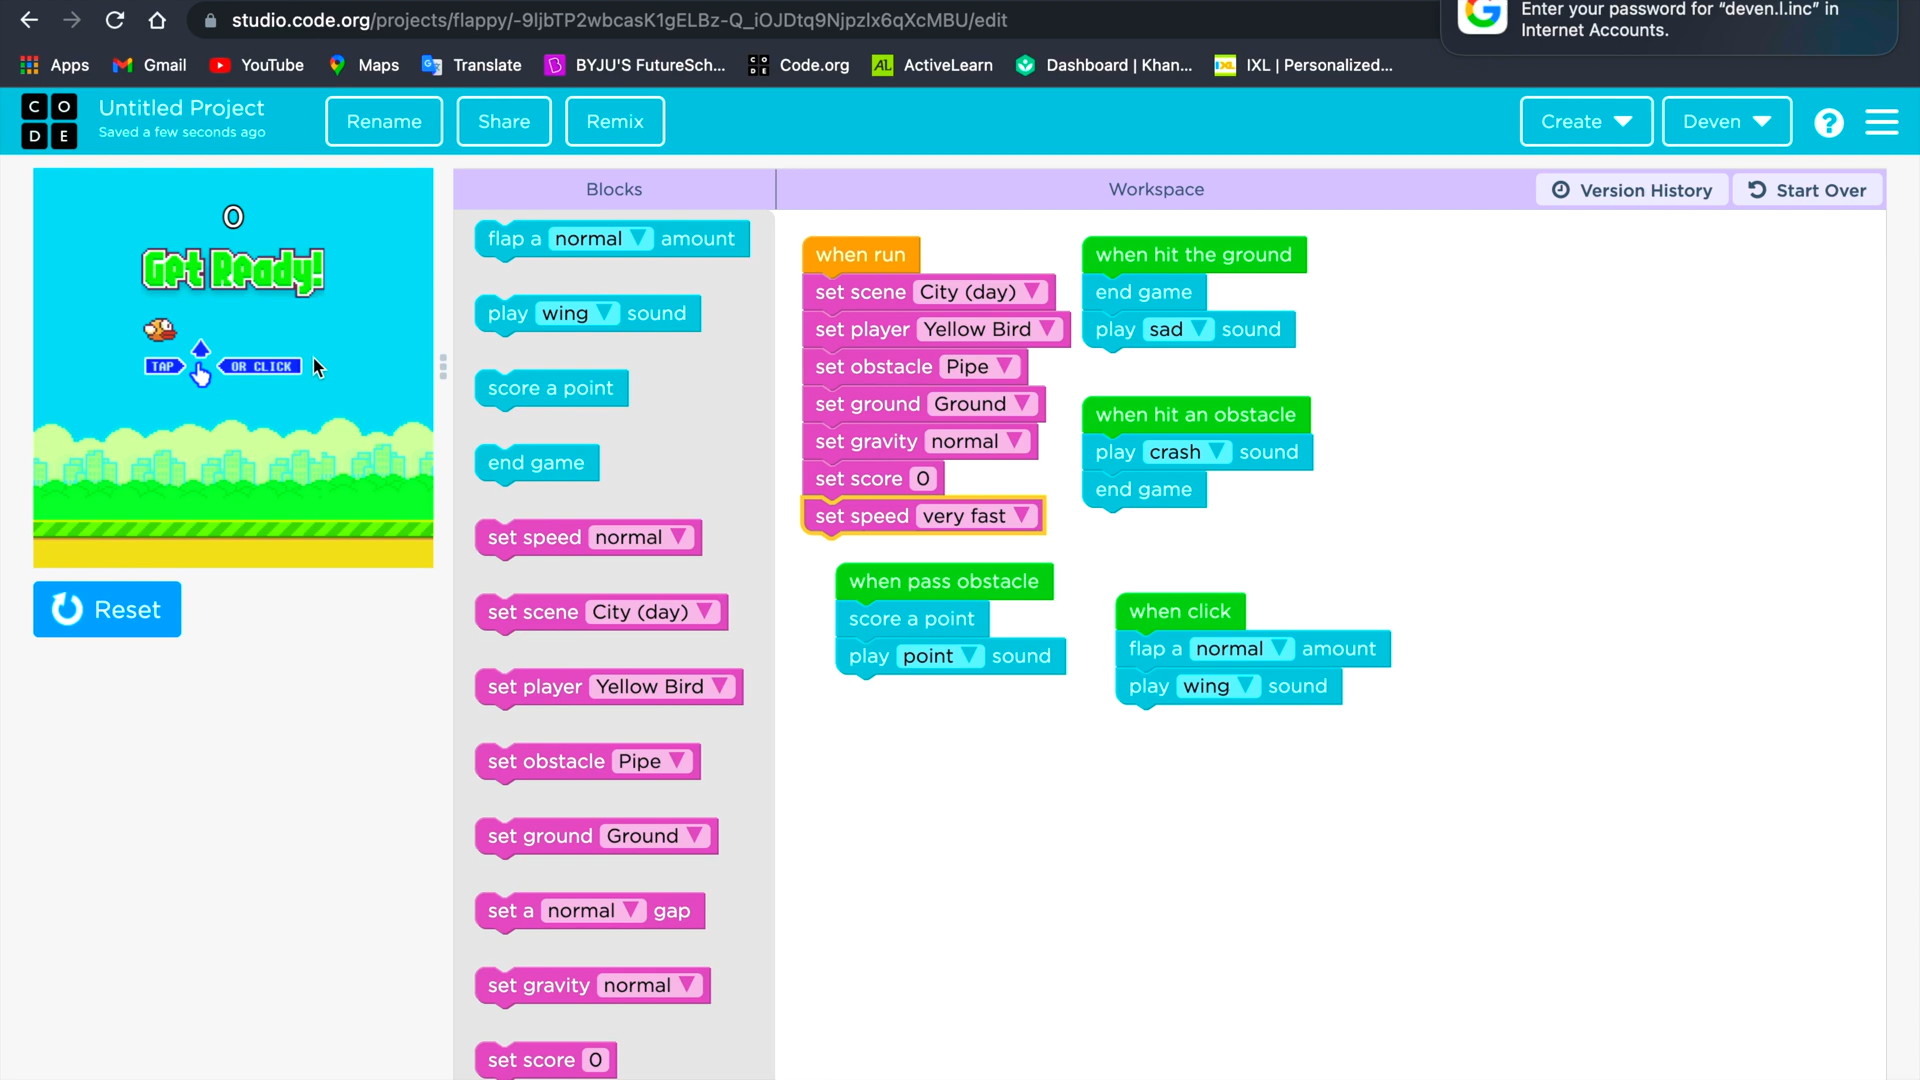 studio.code.org/projects/flappy/-9ljbTP2wbcasK1gELBz-Q_iOJDtq9NjpzIx6qXcMBU/edit
Enter your password for “deven.l.inc” in
Internet Accounts.
Apps
Gmail
YouTube
Maps
Translate
BYJU'S FutureSch...
Code.org
ActiveLearn
Dashboard | Khan...
IXL | Personalized...
CODE
Untitled Project
Saved a few seconds ago
Rename
Share
Remix
Create
Deven
?
0
Get Ready!
TAP
OR CLICK
Reset
Blocks
flap a normal amount
play wing sound
score a point
end game
set speed normal
set scene City (day)
set player Yellow Bird
set obstacle Pipe
set ground Ground
set a normal gap
set gravity normal
set score 0
Workspace
Version History
Start Over
when run
set scene City (day)
set player Yellow Bird
set obstacle Pipe
set ground Ground
set gravity normal
set score 0
set speed very fast
when hit the ground
end game
play sad sound
when hit an obstacle
play crash sound
end game
when pass obstacle
score a point
play point sound
when click
flap a normal amount
play wing sound